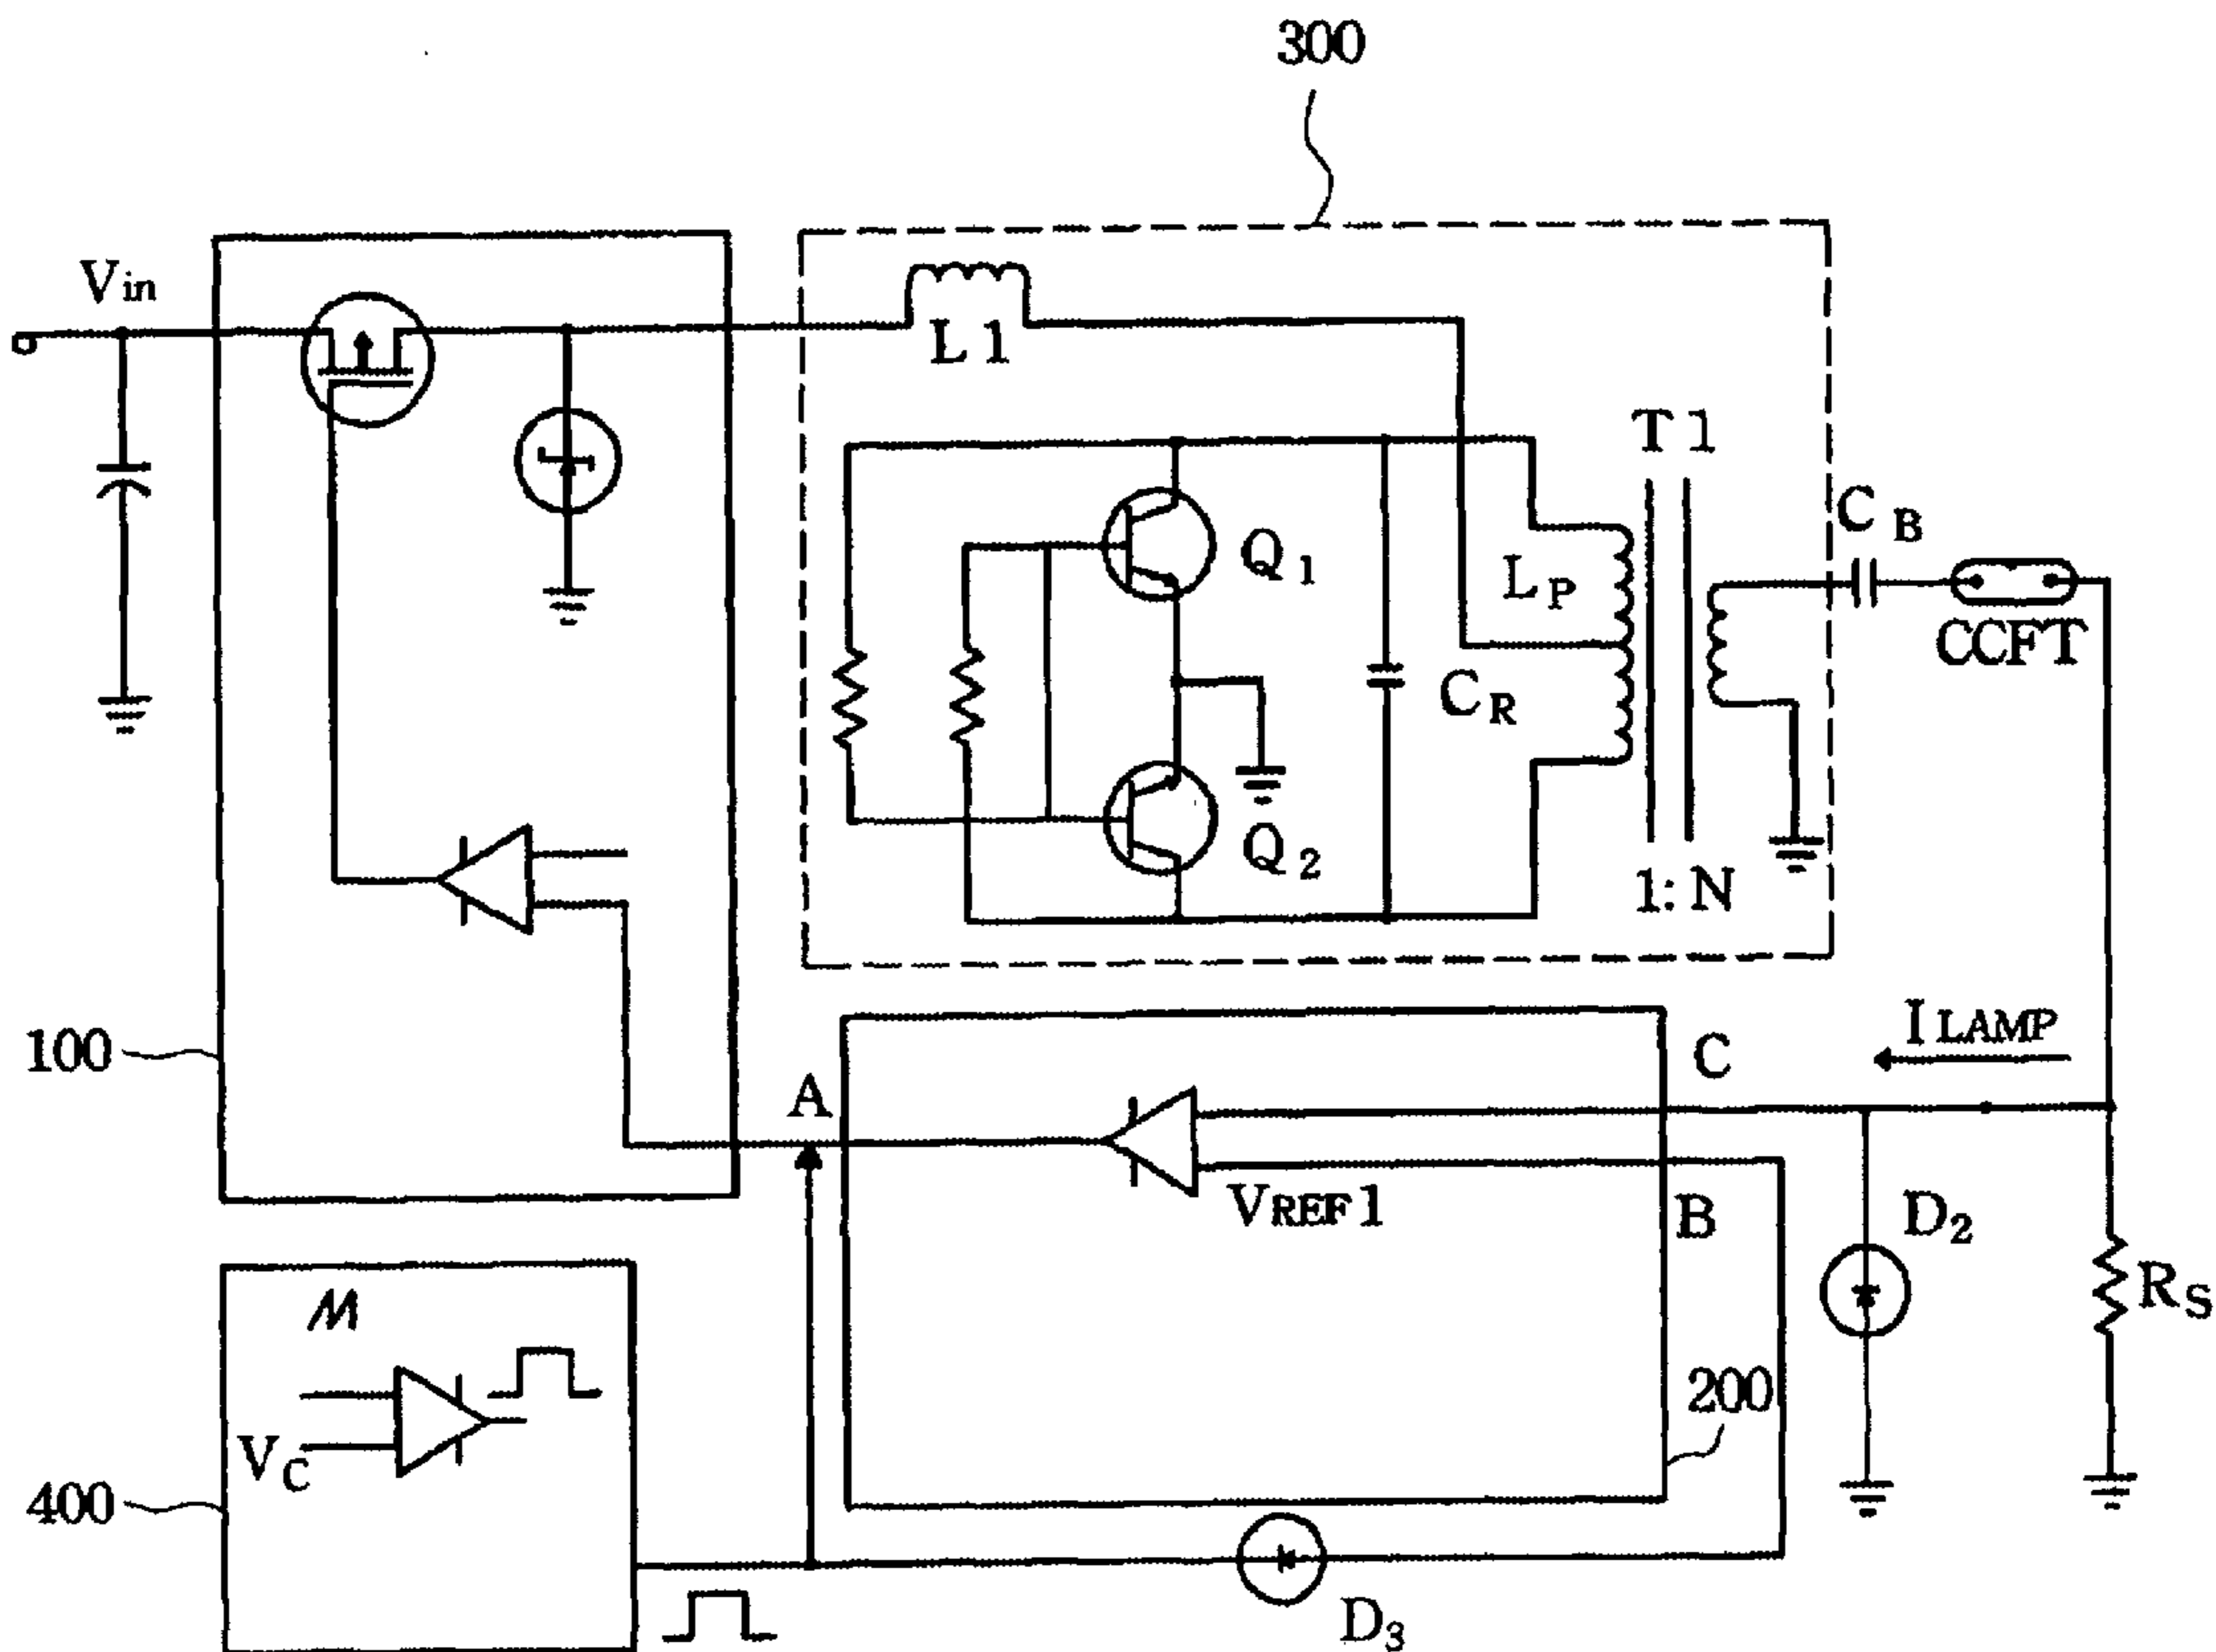 300
Vin
L1
T1
CB
Q1
LP
CCFT
CR
Q2
1:N
100
ILAMP
C
A
VREF1
B
D2
RS
200
VC
400
D3